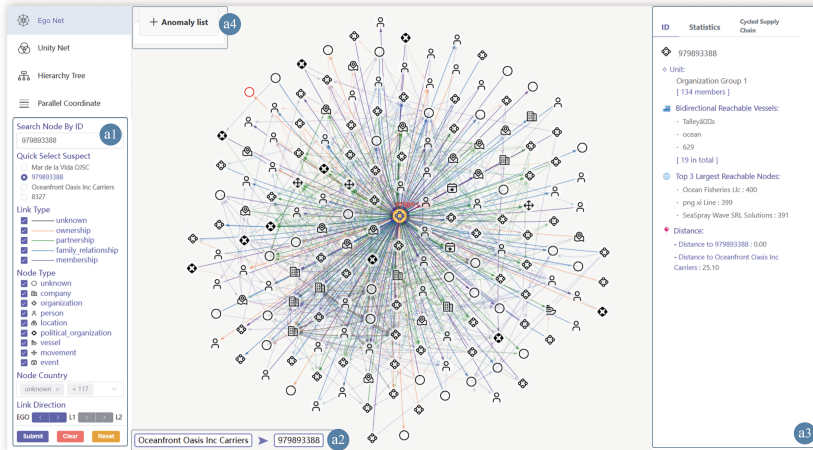 Ego Net
Unity Net
Hierarchy Tree
Parallel Coordinate
Search Node By ID
a1
979893388
Quick Select Suspect
Mar de la Vida OJSC
979893388
Oceanfront Oasis Inc Carriers
8327
Link Type
unknown
ownership
partnership
family_relationship
membership
Node Type
unknown
company
organization
person
location
political_organization
vessel
movement
event
Node Country
unknown × + 117
Link Direction
EGO < > L1 < > L2
Submit Clear Reset
+ Anomaly list
a4
Oceanfront Oasis Inc Carriers 979893388 a2
ID Statistics Cycled Supply
Chain
979893388
Unit:
Organization Group 1
[ 134 members ]
Bidirectional Reachable Vessels:
· Talleyâ□□s
· ocean
· 629
[ 19 in total ]
Top 3 Largest Reachable Nodes:
· Ocean Fisheries Llc : 400
· png xi Line : 399
· SeaSpray Wave SRL Solutions : 391
Distance:
• Distance to 979893388 : 0.00
• Distance to Oceanfront Oasis Inc
Carriers : 25.10
a3